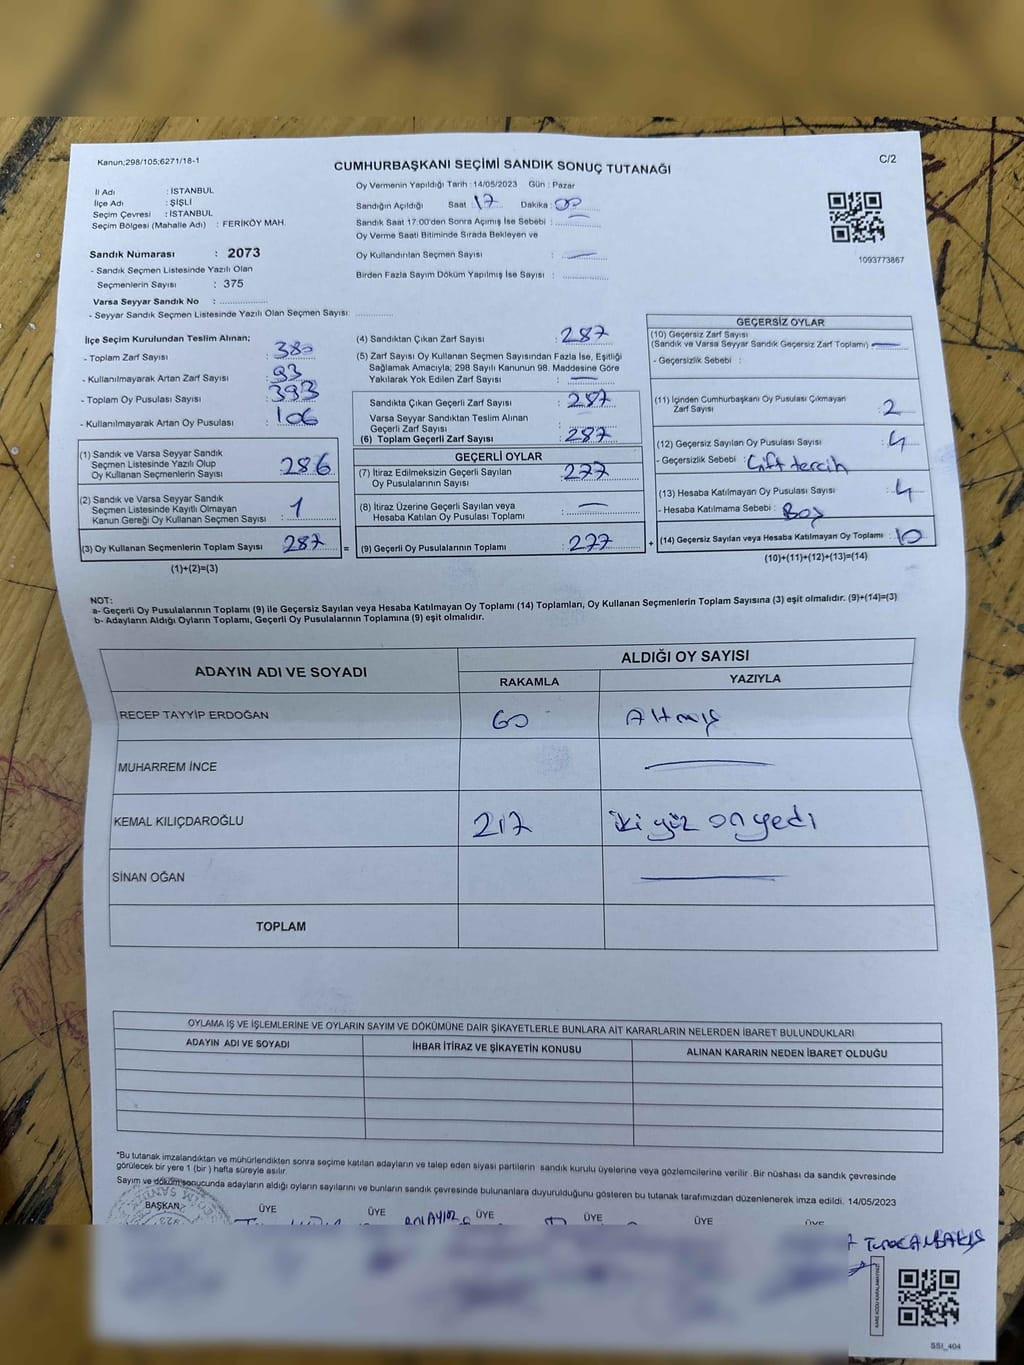 Kanun;298/105;6271/18-1
C/2
CUMHURBAŞKANI SEÇİMİ SANDIK SONUÇ TUTANAĞI
İl Adı : İSTANBUL
İlçe Adı : ŞİŞLİ
Seçim Çevresi : İSTANBUL
Seçim Bölgesi (Mahalle Adı) : FERİKÖY MAH.
Sandık Numarası : 2073
- Sandık Seçmen Listesinde Yazılı Olan
Seçmenlerin Sayısı : 375
Varsa Seyyar Sandık No :
- Seyyar Sandık Seçmen Listesinde Yazılı Olan Seçmen Sayısı:
Oy Vermenin Yapıldığı Tarih : 14/05/2023 Gün : Pazar
Sandığın Açıldığı Saat : 17 Dakika : 00
Sandık Saat 17:00'den Sonra Açımış İse Sebebi :
Oy Verme Saati Bitiminde Sırada Bekleyen ve
Oy Kullandırılan Seçmen Sayısı :
Birden Fazla Sayım Döküm Yapılmış İse Sayısı :
1093773867
İlçe Seçim Kurulundan Teslim Alınan;
- Toplam Zarf Sayısı : 380
- Kullanılmayarak Artan Zarf Sayısı : 93
- Toplam Oy Pusulası Sayısı : 393
- Kullanılmayarak Artan Oy Pusulası : 106
(1) Sandık ve Varsa Seyyar Sandık
Seçmen Listesinde Yazılı Olup
Oy Kullanan Seçmenlerin Sayısı : 286
(2) Sandık ve Varsa Seyyar Sandık
Seçmen Listesinde Kayıtlı Olmayan
Kanun Gereği Oy Kullanan Seçmen Sayısı : 1
(3) Oy Kullanan Seçmenlerin Toplam Sayısı : 287 =
(1)+(2)=(3)
(4) Sandıktan Çıkan Zarf Sayısı : 287
(5) Zarf Sayısı Oy Kullanan Seçmen Sayısından Fazla İse, Eşitliği
Sağlamak Amacıyla; 298 Sayılı Kanunun 98. Maddesine Göre
Yakılarak Yok Edilen Zarf Sayısı :
Sandıkta Çıkan Geçerli Zarf Sayısı : 287
Varsa Seyyar Sandıktan Teslim Alınan
Geçerli Zarf Sayısı :
(6) Toplam Geçerli Zarf Sayısı : 287
GEÇERLİ OYLAR
(7) İtiraz Edilmeksizin Geçerli Sayılan
Oy Pusulalarının Sayısı : 277
(8) İtiraz Üzerine Geçerli Sayılan veya
Hesaba Katılan Oy Pusulası Toplamı :
(9) Geçerli Oy Pusulalarının Toplamı : 277 +
GEÇERSİZ OYLAR
(10) Geçersiz Zarf Sayısı
(Sandık ve Varsa Seyyar Sandık Geçersiz Zarf Toplamı) :
- Geçersizlik Sebebi :
(11) İçinden Cumhurbaşkanı Oy Pusulası Çıkmayan
Zarf Sayısı : 2
(12) Geçersiz Sayılan Oy Pusulası Sayısı : 4
- Geçersizlik Sebebi : Çift tercih
(13) Hesaba Katılmayan Oy Pusulası Sayısı : 4
- Hesaba Katılmama Sebebi : Boş
(14) Geçersiz Sayılan veya Hesaba Katılmayan Oy Toplamı : 10
(10)+(11)+(12)+(13)=(14)
NOT:
a- Geçerli Oy Pusulalarının Toplamı (9) ile Geçersiz Sayılan veya Hesaba Katılmayan Oy Toplamı (14) Toplamları, Oy Kullanan Seçmenlerin Toplam Sayısına (3) eşit olmalıdır. (9)+(14)=(3)
b- Adayların Aldığı Oyların Toplamı, Geçerli Oy Pusulalarının Toplamına (9) eşit olmalıdır.
ADAYIN ADI VE SOYADI
ALDIĞI OY SAYISI
RAKAMLA YAZIYLA
RECEP TAYYİP ERDOĞAN 60 Altmış
MUHARREM İNCE
KEMAL KILIÇDAROĞLU 217 iki yüz on yedi
SİNAN OĞAN
TOPLAM
OYLAMA İŞ VE İŞLEMLERİNE VE OYLARIN SAYIM VE DÖKÜMÜNE DAİR ŞİKAYETLERLE BUNLARA AİT KARARLARIN NELERDEN İBARET BULUNDUKLARI
ADAYIN ADI VE SOYADI İHBAR İTİRAZ VE ŞİKAYETİN KONUSU ALINAN KARARIN NEDEN İBARET OLDUĞU
*Bu tutanak imzalandıktan ve mühürlendikten sonra seçime katılan adayların ve talep eden siyasi partilerin sandık kurulu üyelerine veya gözlemcilerine verilir .Bir nüshası da sandık çevresinde
görülecek bir yere 1 (bir ) hafta süreyle asılır.
Sayım ve döküm sonucunda adayların aldığı oyların sayılarını ve bunların sandık çevresinde bulunanlara duyurulduğunu gösteren bu tutanak tarafımızdan düzenlenerek imza edildi. 14/05/2023
BAŞKAN ÜYE ÜYE ÜYE ÜYE ÜYE ÜYE
KARE KODU KARALAMAYINIZ
SSI_404